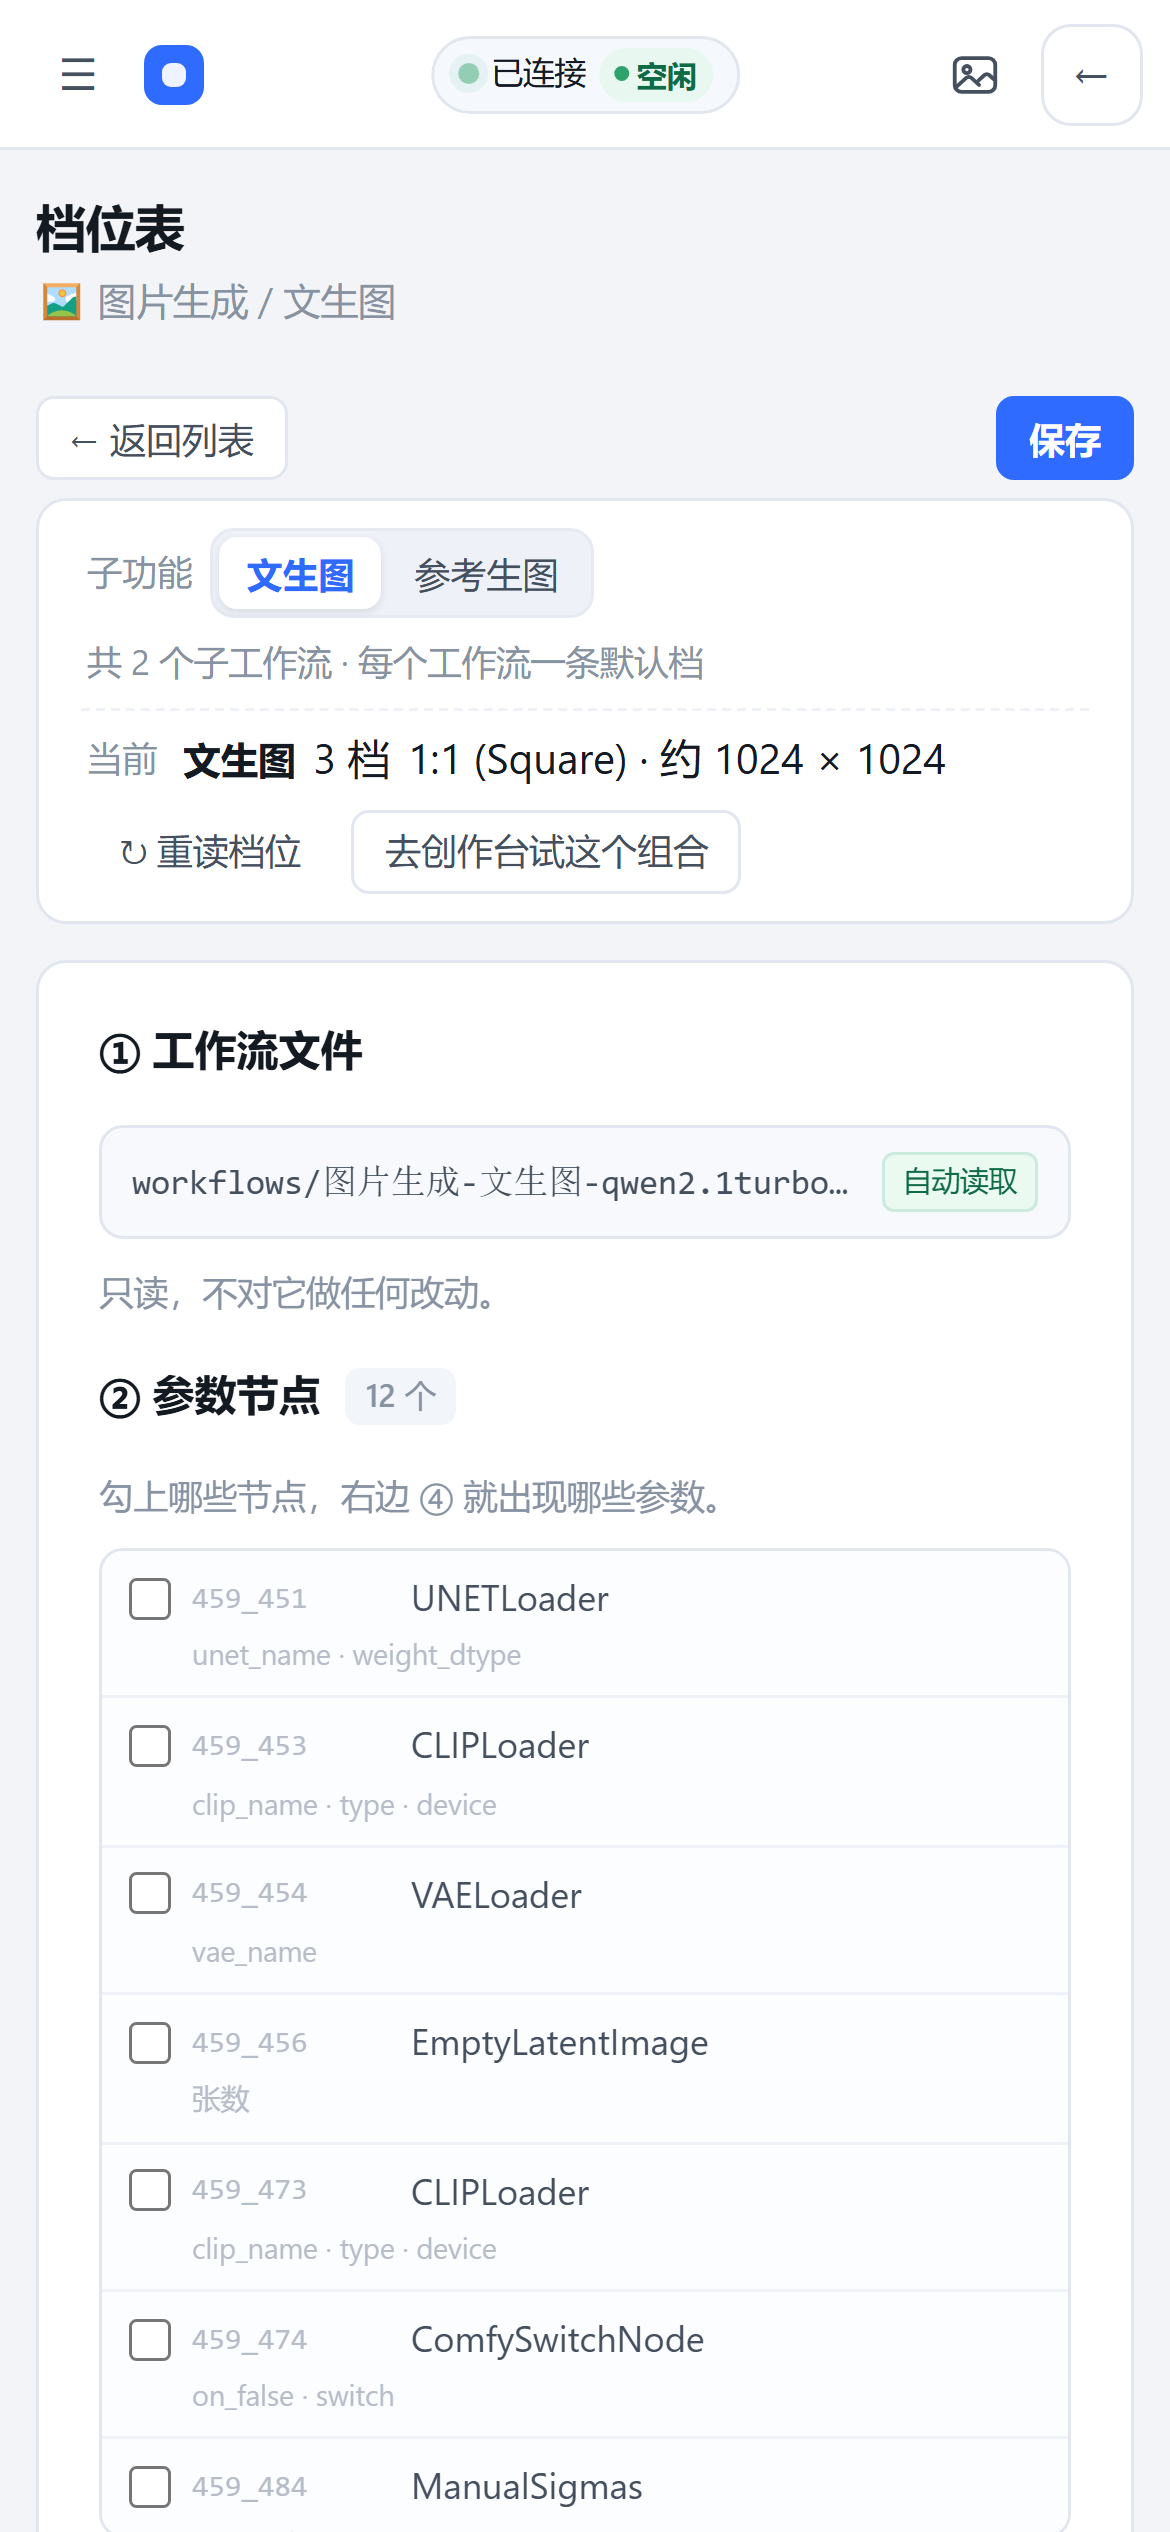 ☰ 已连接 空闲 ←
档位表
🖼️ 图片生成 / 文生图
← 返回列表 保存
子功能 文生图 参考生图
共 2 个子工作流 · 每个工作流一条默认档
当前 文生图 3 档 1:1 (Square) · 约 1024 × 1024
↻ 重读档位 去创作台试这个组合
① 工作流文件
workflows/图片生成-文生图-qwen2.1turbo… 自动读取
只读，不对它做任何改动。
② 参数节点 12 个
勾上哪些节点，右边 ④ 就出现哪些参数。
459_451 UNETLoader
unet_name · weight_dtype
459_453 CLIPLoader
clip_name · type · device
459_454 VAELoader
vae_name
459_456 EmptyLatentImage
张数
459_473 CLIPLoader
clip_name · type · device
459_474 ComfySwitchNode
on_false · switch
459_484 ManualSigmas